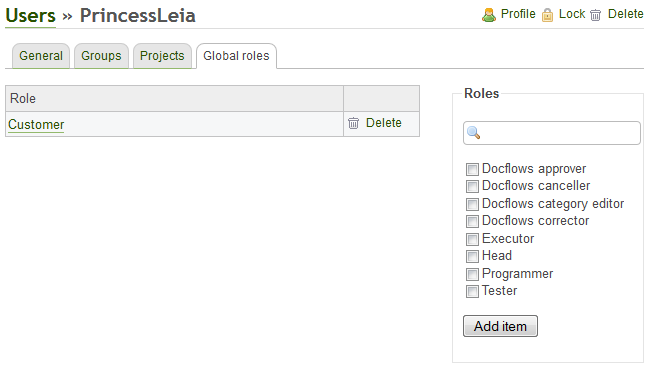 Users » PrincessLeia
Profile Lock Delete
General Groups Projects Global roles
Role
Customer Delete
Roles
Docflows approver
Docflows canceller
Docflows category editor
Docflows corrector
Executor
Head
Programmer
Tester
Add item